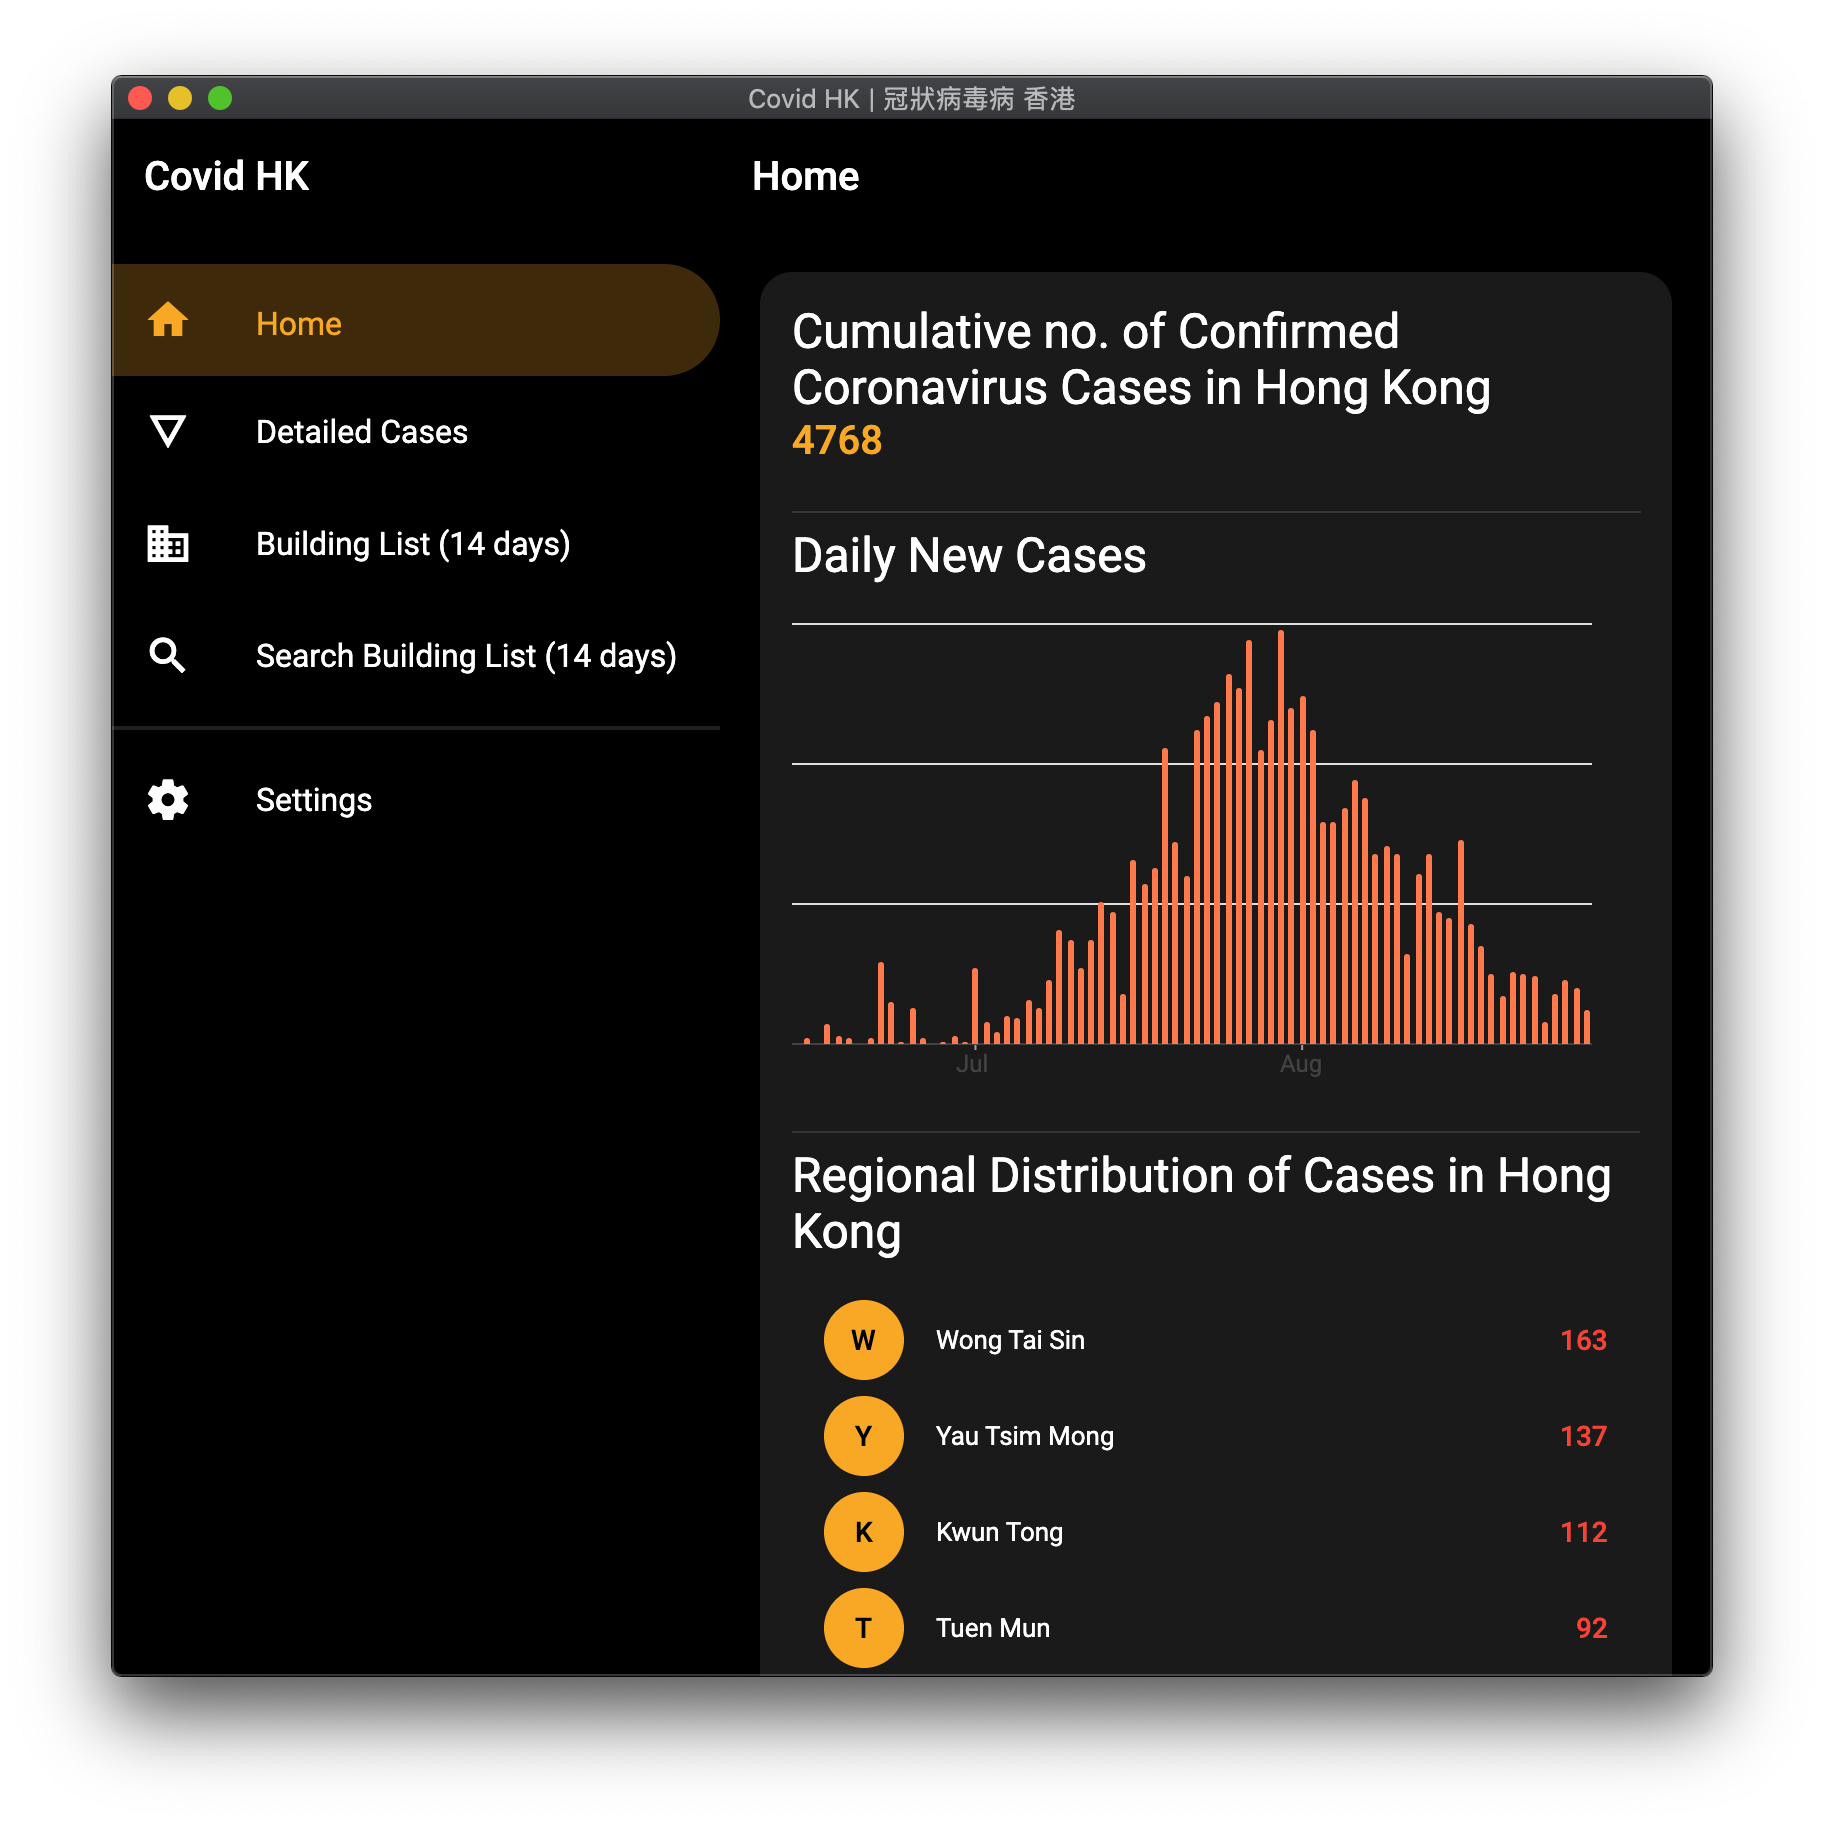 Covid HK | 冠狀病毒病 香港
Covid HK
Home
Home
Detailed Cases
Building List (14 days)
Search Building List (14 days)
Settings
Cumulative no. of Confirmed
Coronavirus Cases in Hong Kong
4768
Daily New Cases
Jul
Aug
Regional Distribution of Cases in Hong
Kong
W
Wong Tai Sin
163
Y
Yau Tsim Mong
137
K
Kwun Tong
112
T
Tuen Mun
92